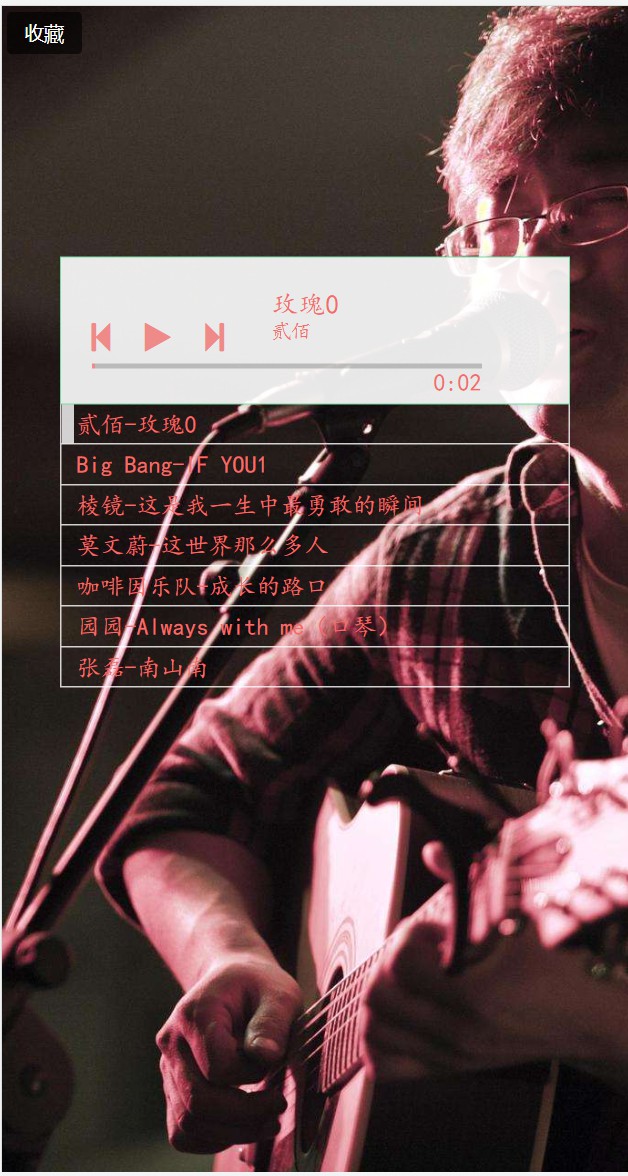 收藏
玫瑰0
贰佰
0:02
贰佰-玫瑰0
Big Bang-IF YOU1
棱镜-这是我一生中最勇敢的瞬间
莫文蔚-这世界那么多人
咖啡因乐队-成长的路口
园园-Always with me（口琴）
张磊-南山南